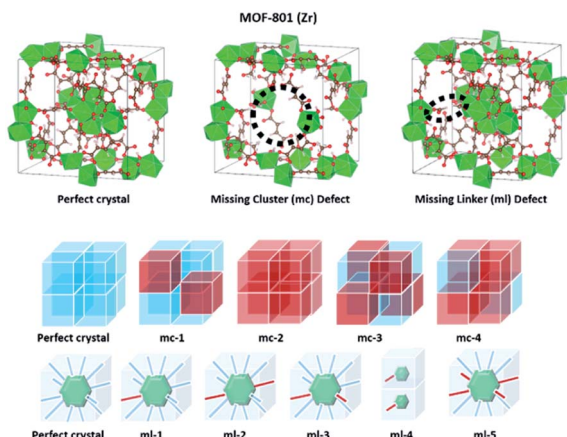 MOF-801 (Zr)
Perfect crystal Missing Cluster (mc) Defect Missing Linker (ml) Defect
Perfect crystal mc-1 mc-2 mc-3 mc-4
Perfect crystal ml-1 ml-2 ml-3 ml-4 ml-5